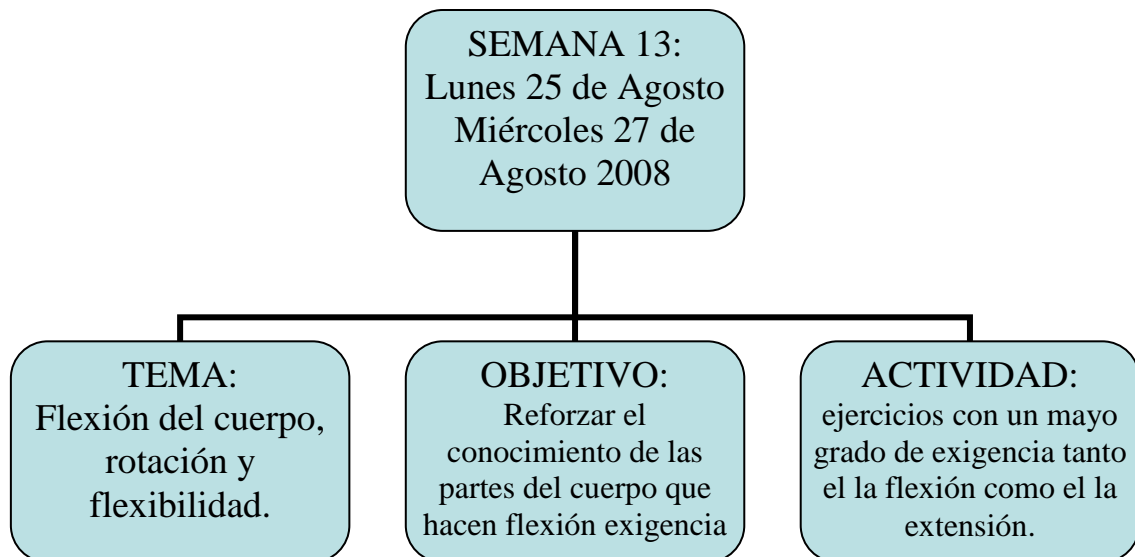 SEMANA 13:
Lunes 25 de Agosto
Miércoles 27 de
Agosto 2008
TEMA:
Flexión del cuerpo,
rotación y
flexibilidad.
OBJETIVO:
Reforzar el
conocimiento de las
partes del cuerpo que
hacen flexión exigencia
ACTIVIDAD:
ejercicios con un mayo
grado de exigencia tanto
el la flexión como el la
extensión.